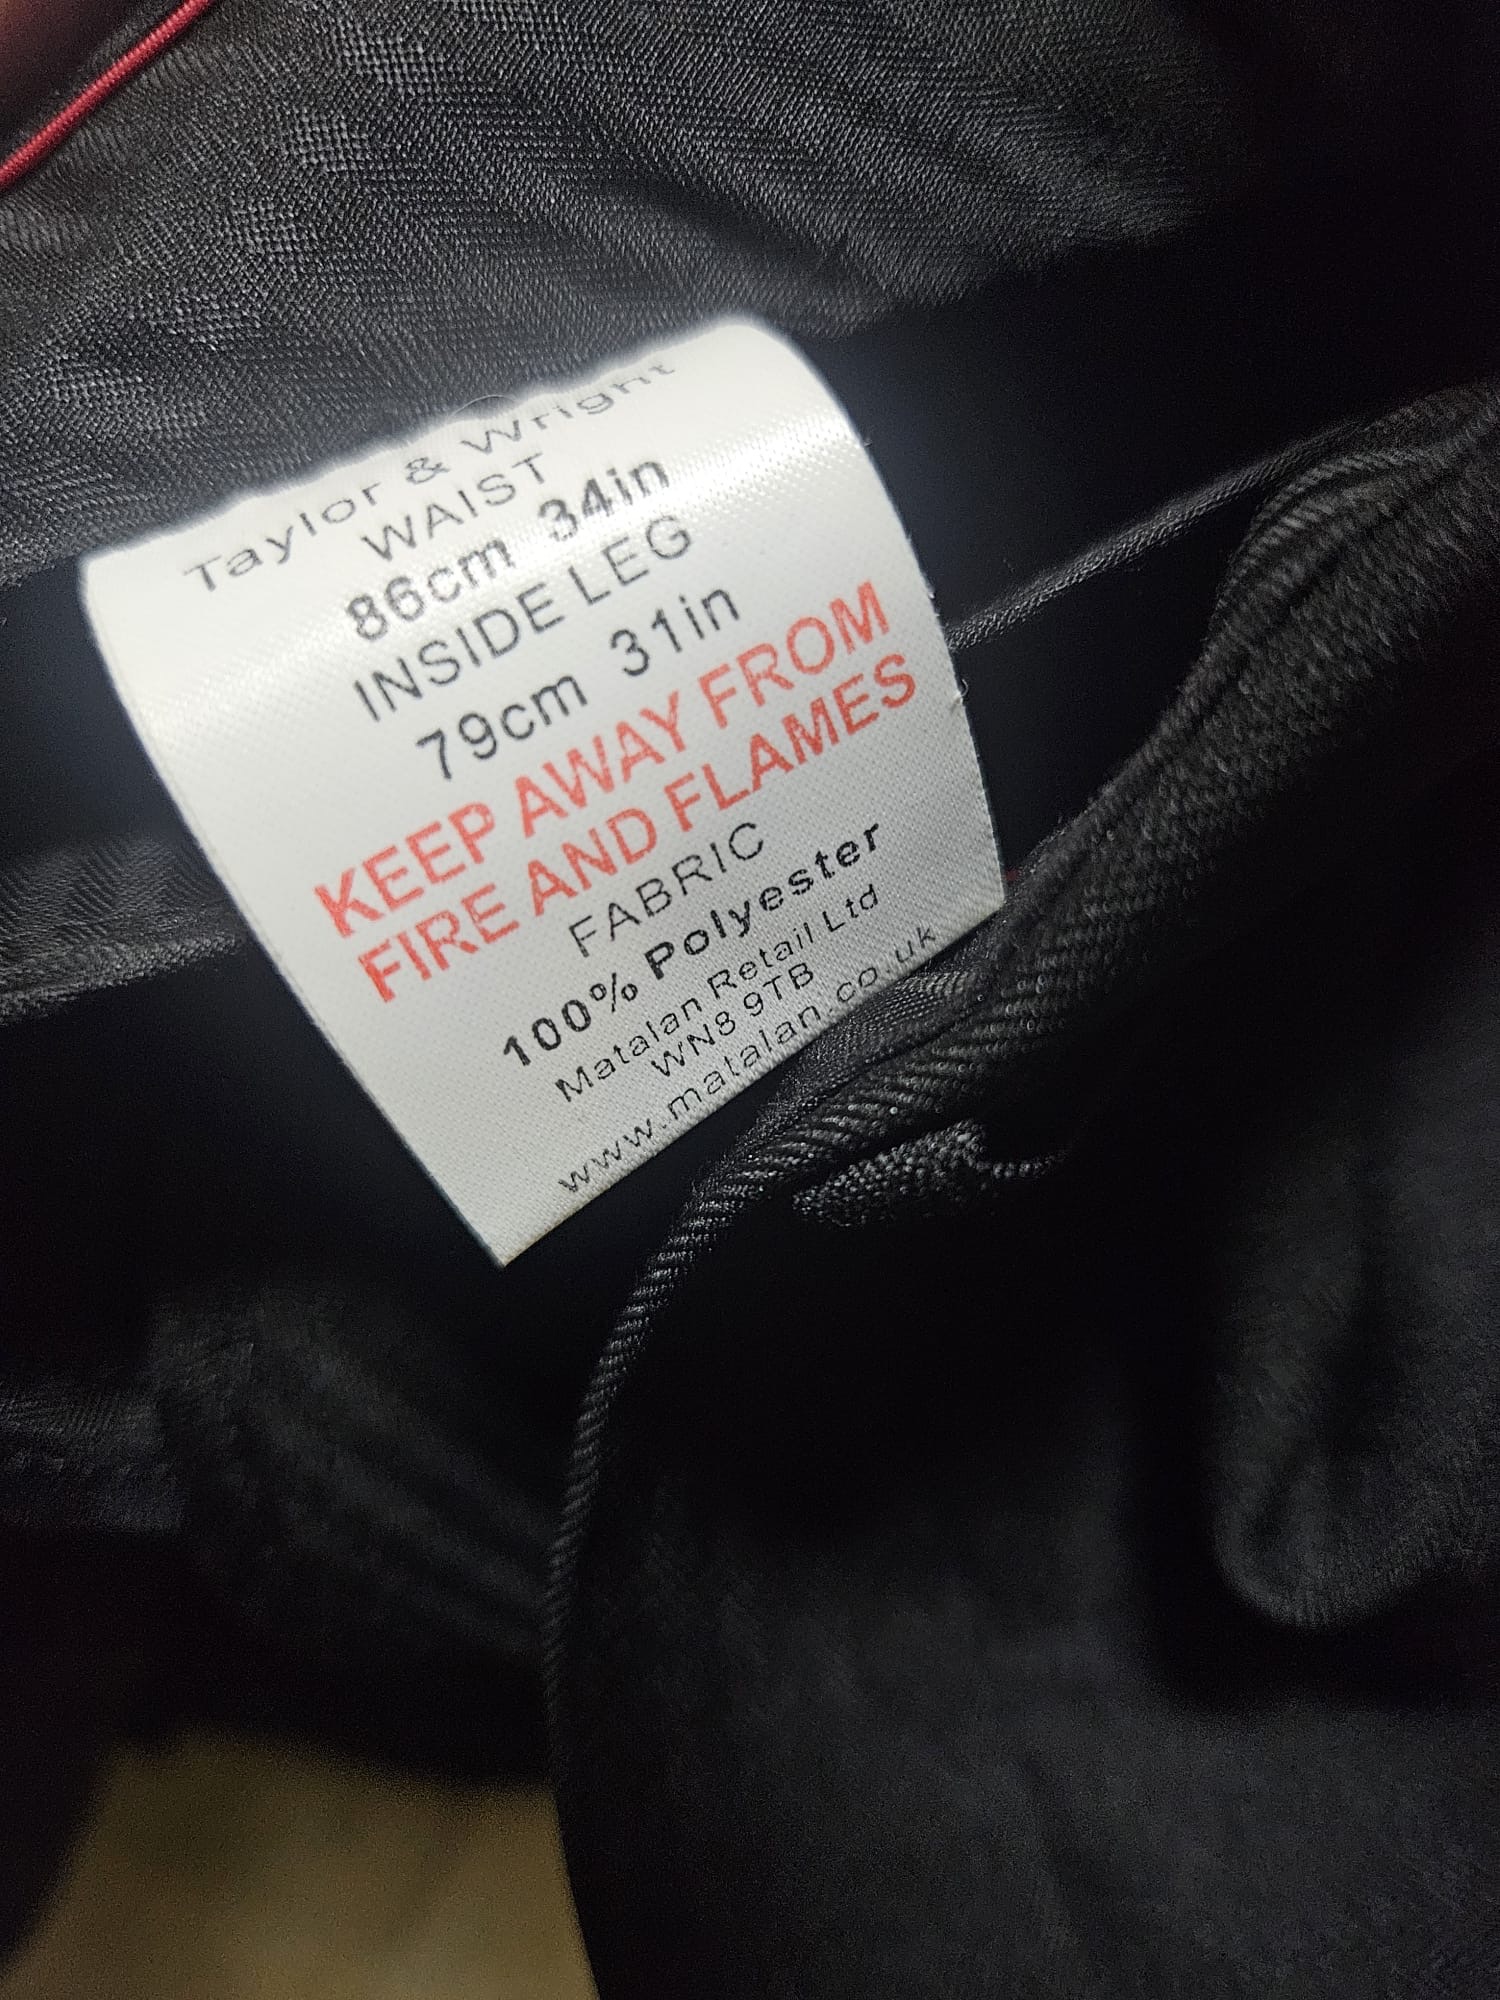 Taylor & Wright
WAIST
86cm 34in
INSIDE LEG
79cm 31in
KEEP AWAY FROM
FIRE AND FLAMES
FABRIC
100% Polyester
Matalan Retail Ltd
WN8 9TB
www.matalan.co.uk